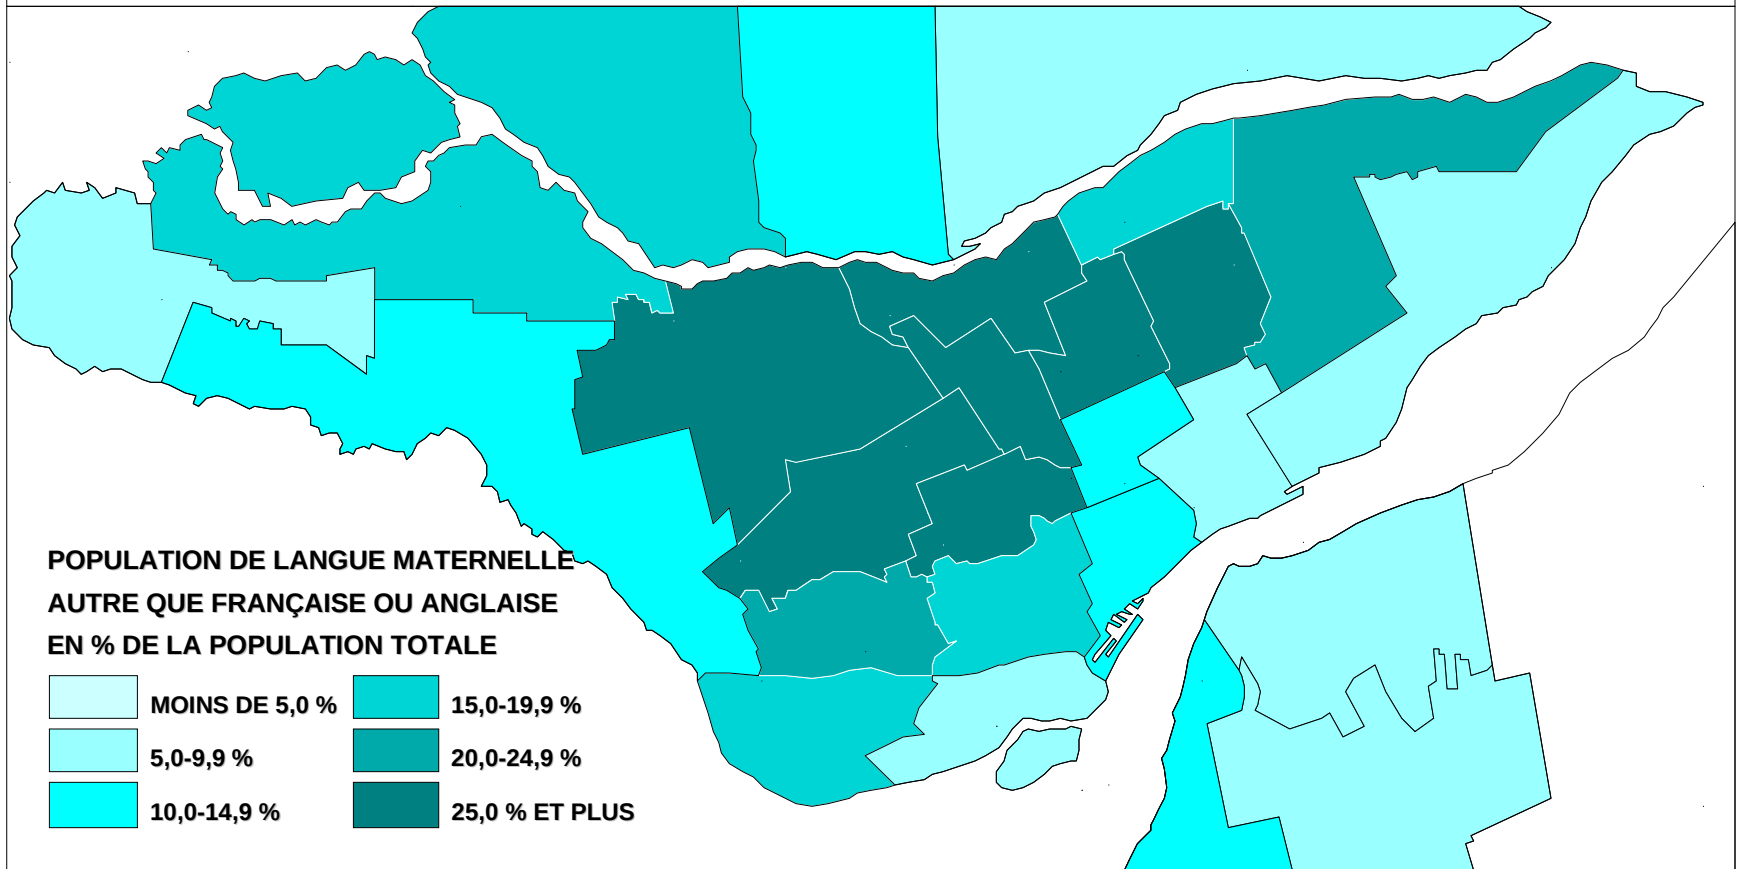 POPULATION DE LANGUE MATERNELLE
AUTRE QUE FRANÇAISE OU ANGLAISE
EN % DE LA POPULATION TOTALE
MOINS DE 5,0 %
5,0-9,9 %
10,0-14,9 %
15,0-19,9 %
20,0-24,9 %
25,0 % ET PLUS